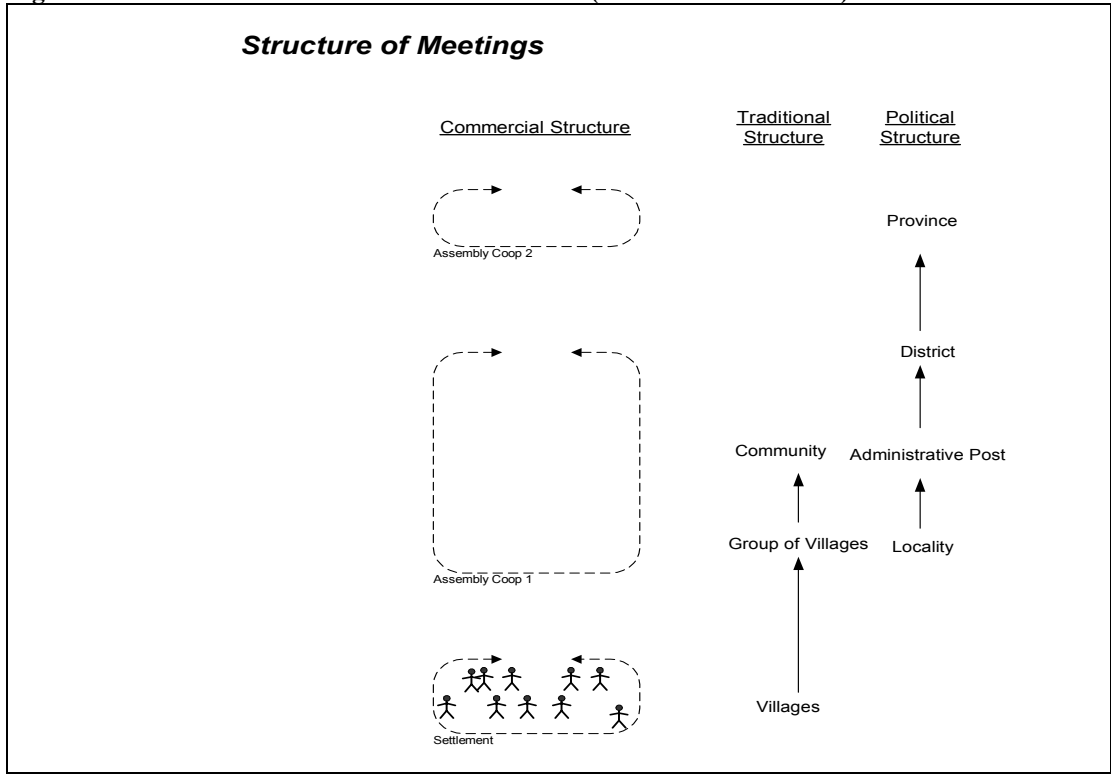 Structure of Meetings
Commercial Structure
Traditional
Structure
Political
Structure
Province
Assembly Coop 2
District
Community
Administrative Post
Group of Villages
Locality
Assembly Coop 1
Villages
Settlement